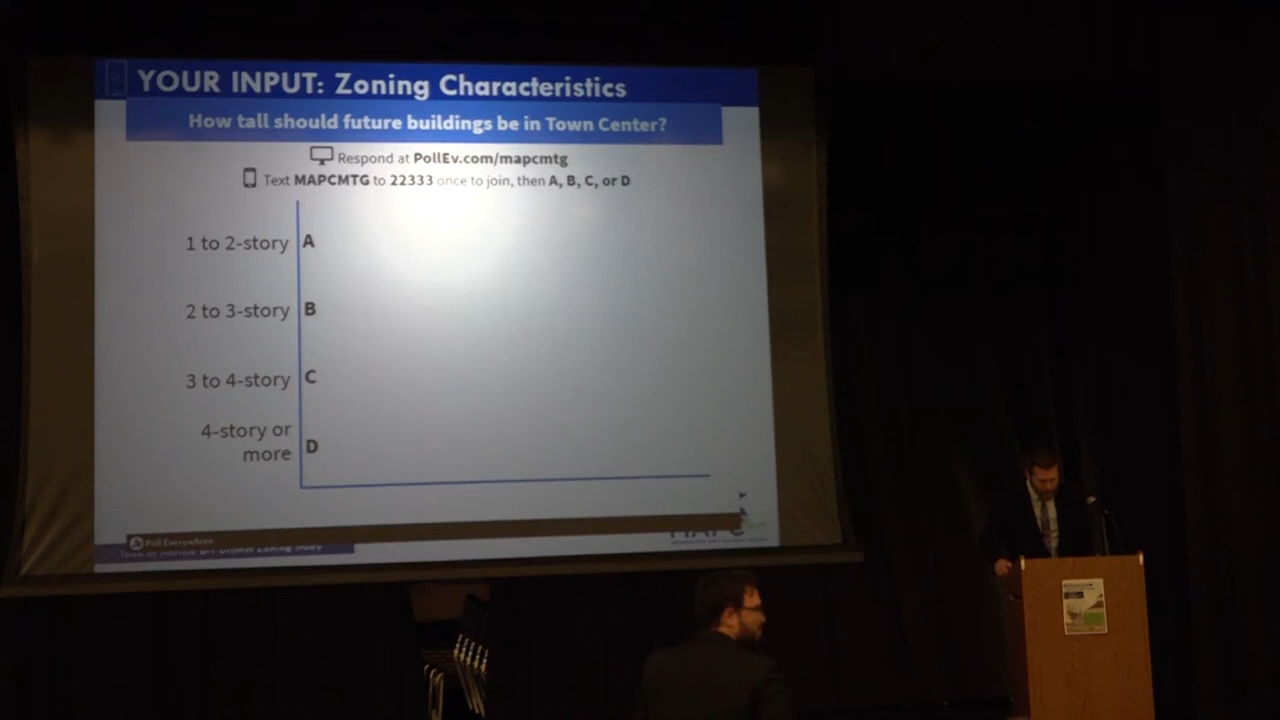 YOUR INPUT: Zoning Characteristics
How tall should future buildings be in Town Center?
Respond at PollEv.com/mapcmtg
Text MAPCMTG to 22333 once to join, then A, B, C, or D
1 to 2-story A
2 to 3-story B
3 to 4-story C
4-story or
more D
Poll Everywhere
Zoning Study